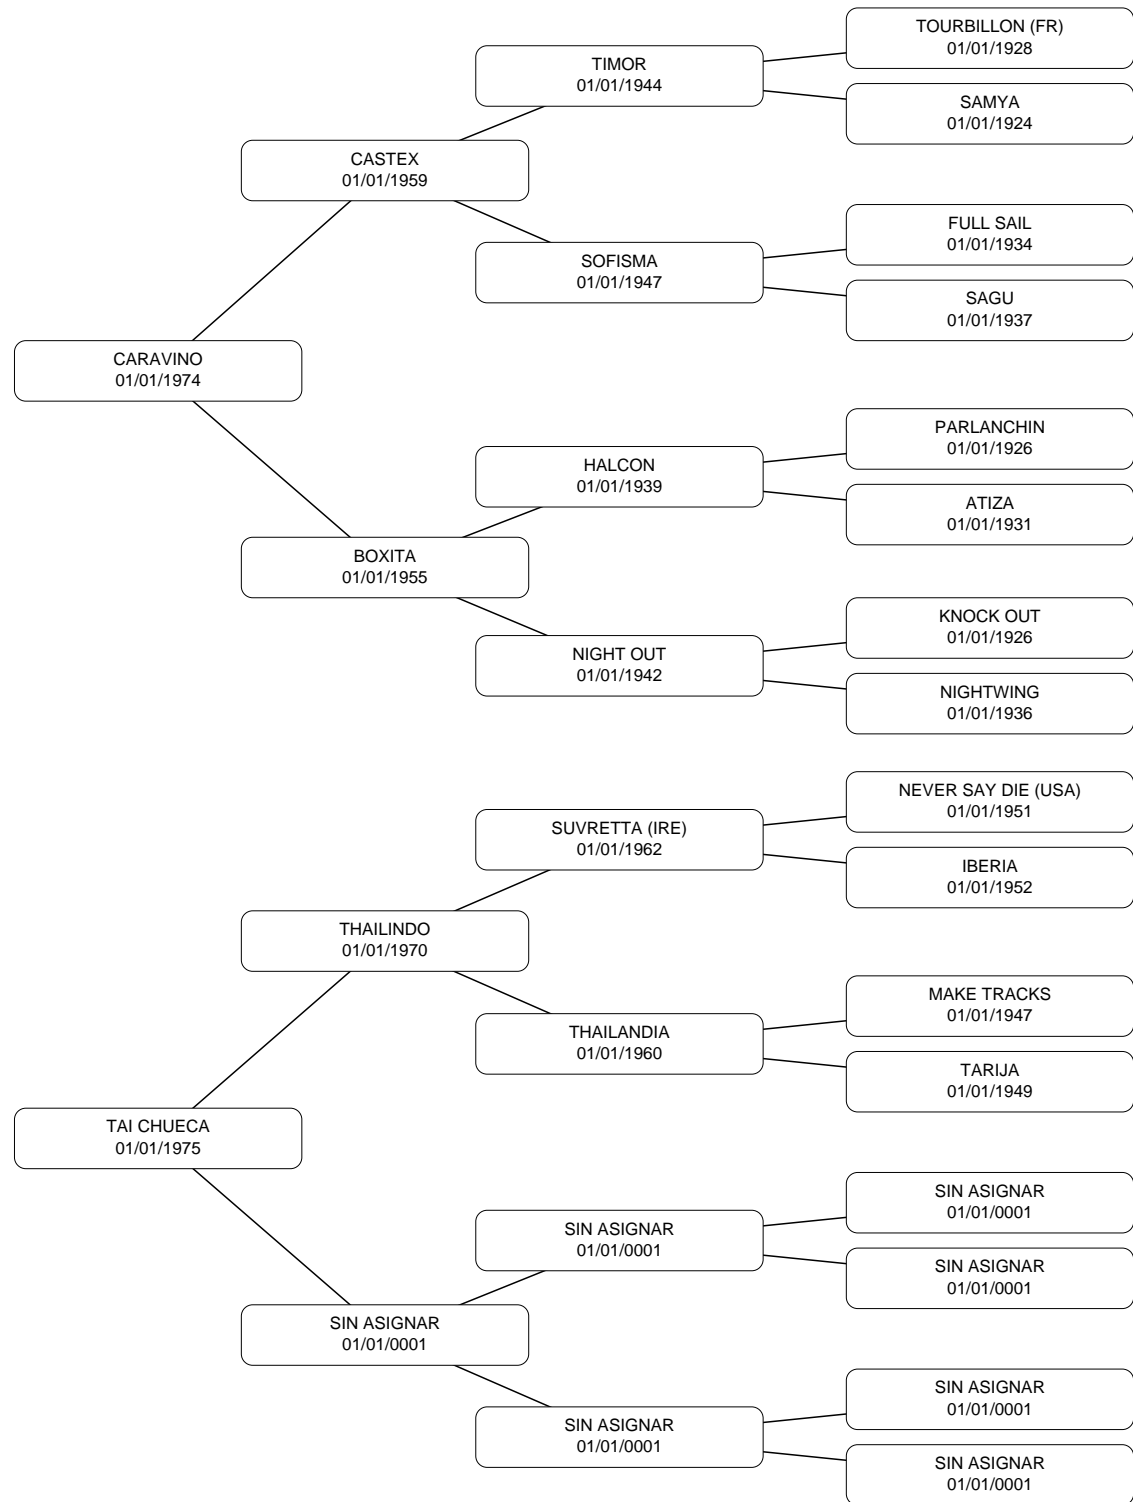 TOURBILLON (FR)
01/01/1928
TIMOR
01/01/1944
SAMYA
01/01/1924
CASTEX
01/01/1959
FULL SAIL
01/01/1934
SOFISMA
01/01/1947
SAGU
01/01/1937
CARAVINO
01/01/1974
PARLANCHIN
01/01/1926
HALCON
01/01/1939
ATIZA
01/01/1931
BOXITA
01/01/1955
KNOCK OUT
01/01/1926
NIGHT OUT
01/01/1942
NIGHTWING
01/01/1936
NEVER SAY DIE (USA)
01/01/1951
SUVRETTA (IRE)
01/01/1962
IBERIA
01/01/1952
THAILINDO
01/01/1970
MAKE TRACKS
01/01/1947
THAILANDIA
01/01/1960
TARIJA
01/01/1949
TAI CHUECA
01/01/1975
SIN ASIGNAR
01/01/0001
SIN ASIGNAR
01/01/0001
SIN ASIGNAR
01/01/0001
SIN ASIGNAR
01/01/0001
SIN ASIGNAR
01/01/0001
SIN ASIGNAR
01/01/0001
SIN ASIGNAR
01/01/0001